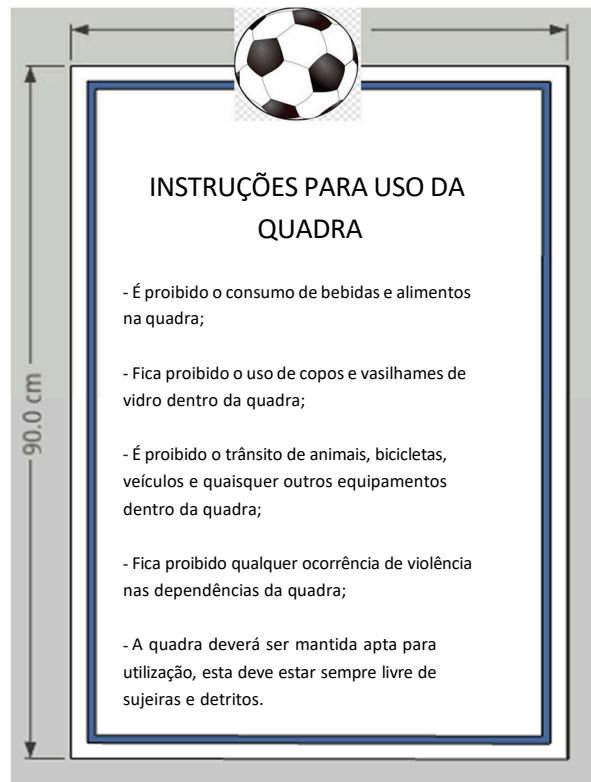 INSTRUÇÕES PARA USO DA
QUADRA
- É proibido o consumo de bebidas e alimentos
na quadra;
- Fica proibido o uso de copos e vasilhames de
vidro dentro da quadra;
- É proibido o trânsito de animais, bicicletas,
veículos e quaisquer outros equipamentos
dentro da quadra;
- Fica proibido qualquer ocorrência de violência
nas dependências da quadra;
- A quadra deverá ser mantida apta para
utilização, esta deve estar sempre livre de
sujeiras e detritos.
90.0 cm